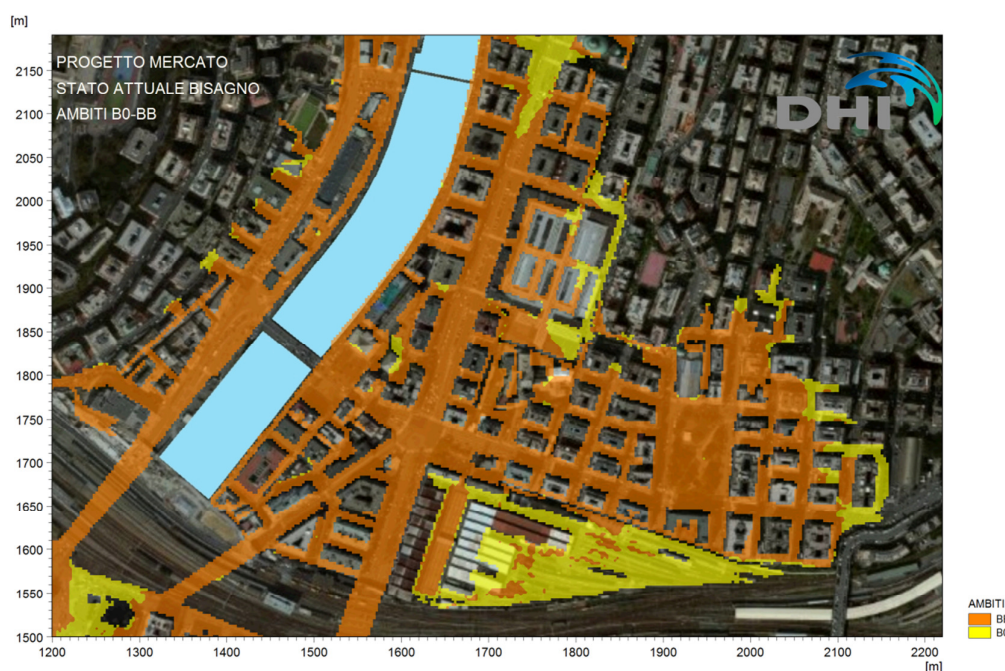 [m]
PROGETTO MERCATO
STATO ATTUALE BISAGNO
AMBITI B0-BB
DHI
2150
2100
2050
2000
1950
1900
1850
1800
1750
1700
1650
1600
1550
1500
1200 1300 1400 1500 1600 1700 1800 1900 2000 2100 2200
[m]
AMBITI